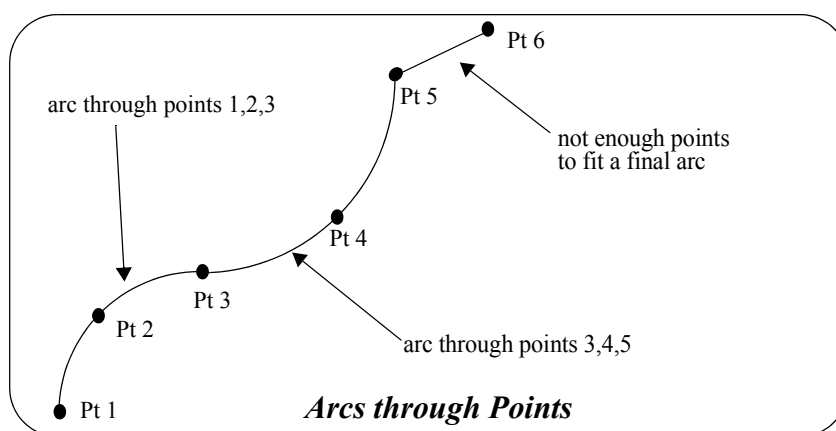 Pt 6
Pt 5
arc through points 1,2,3
not enough points
to fit a final arc
Pt 4
Pt 3
Pt 2
arc through points 3,4,5
Pt 1
Arcs through Points